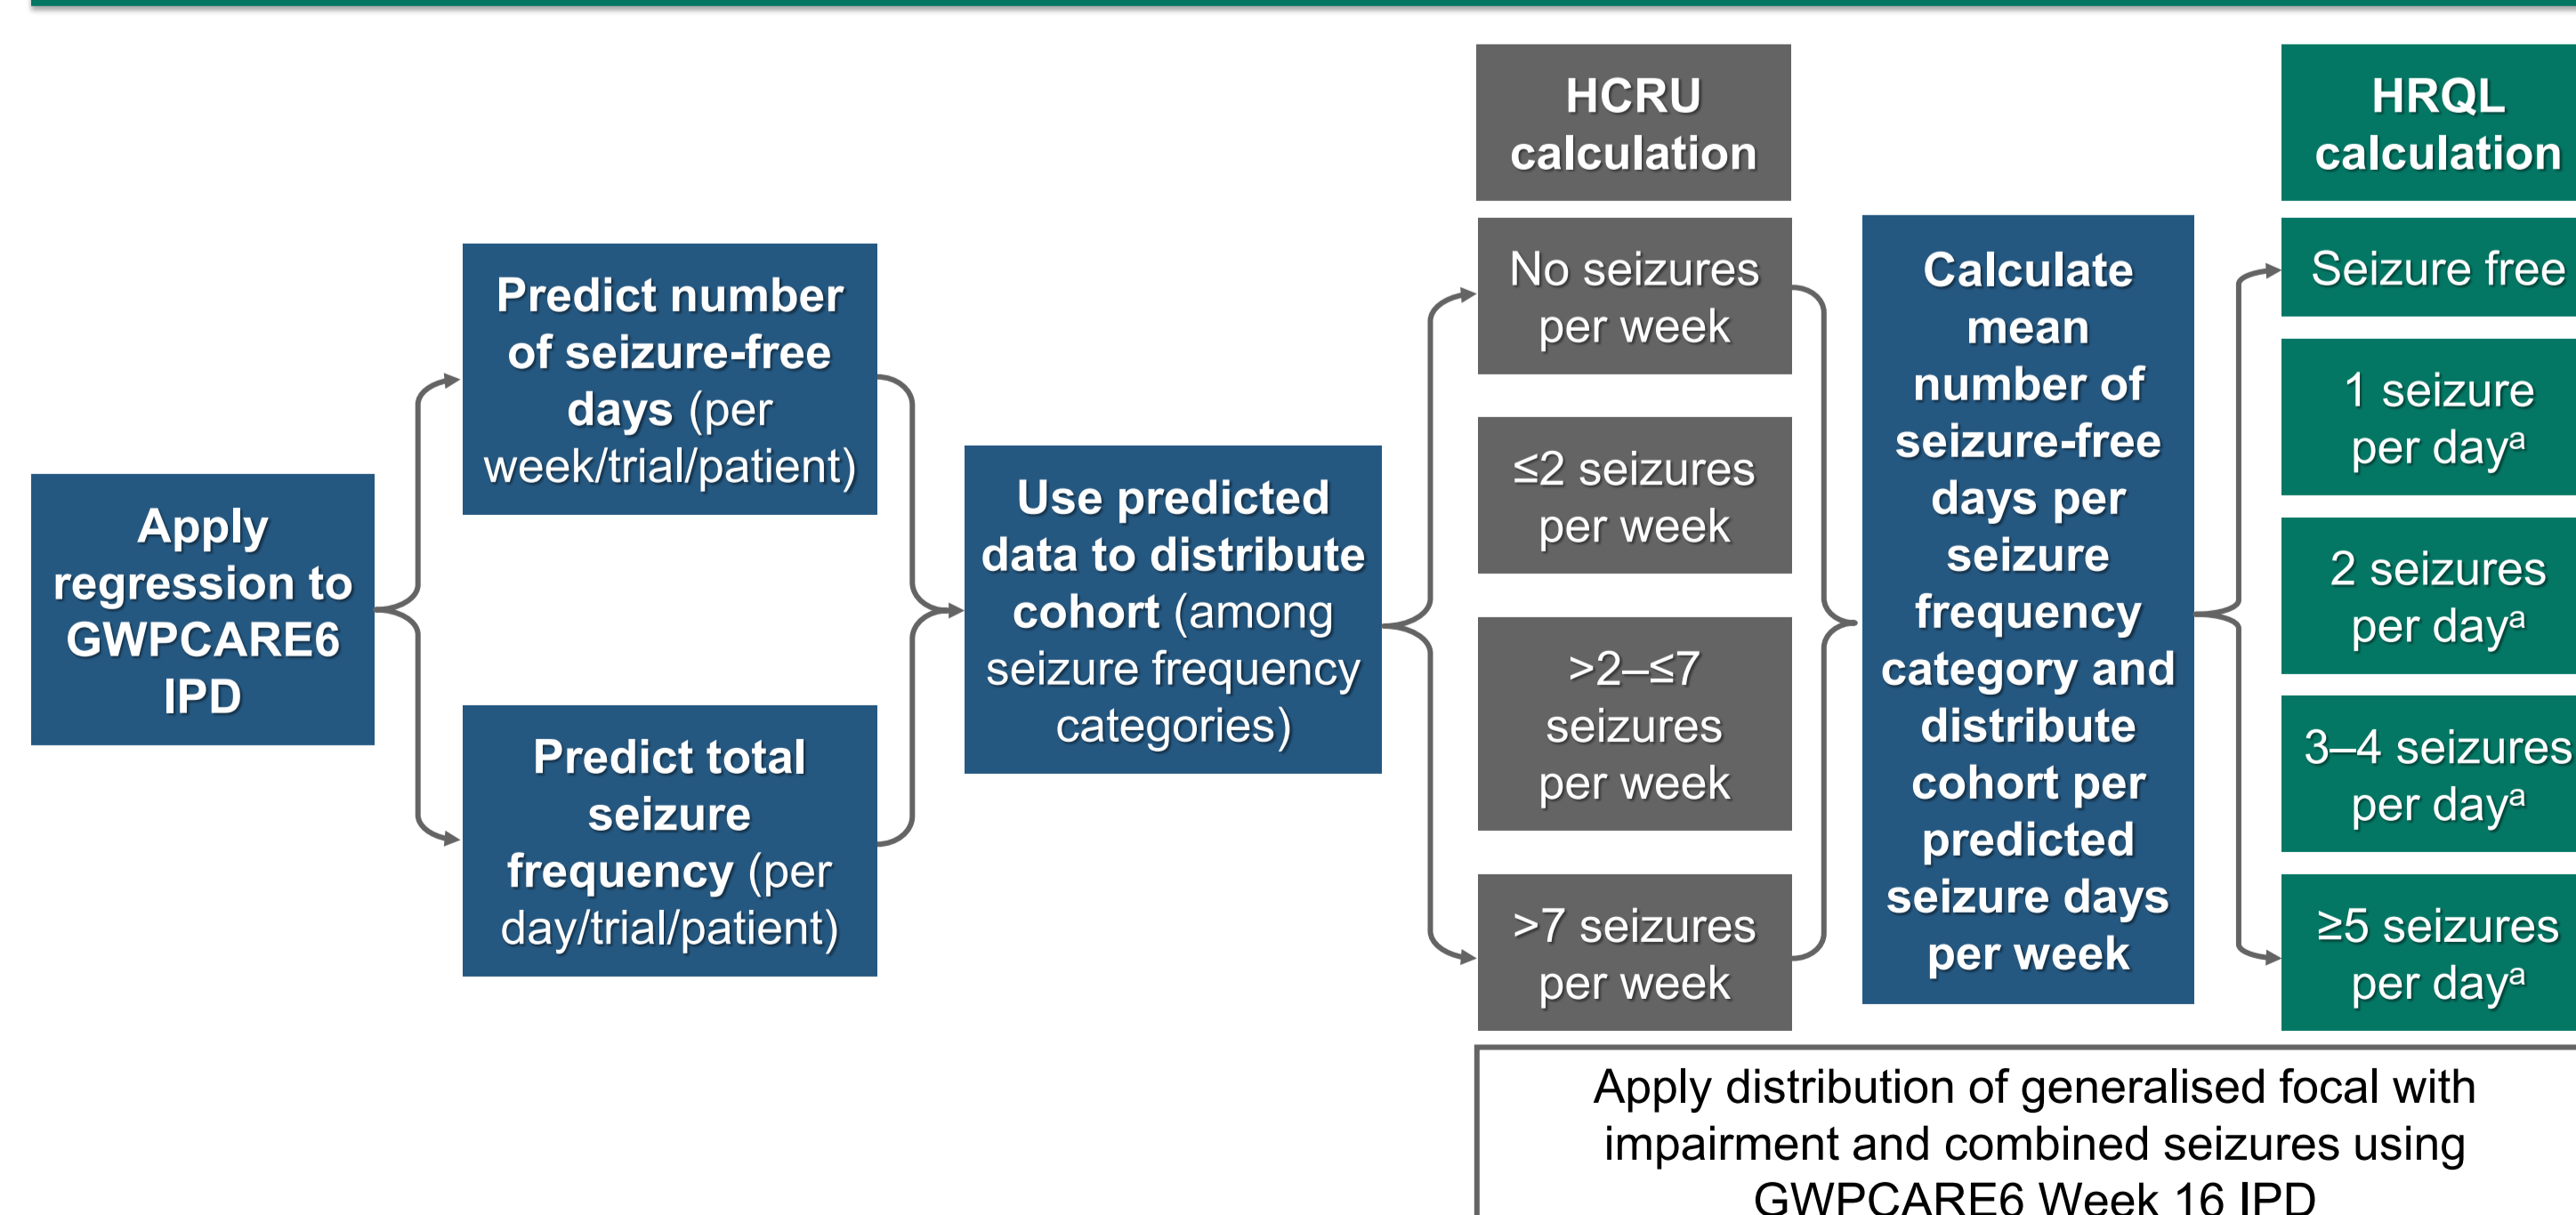 Apply
regression to
GWPCARE6
IPD
Predict number
of seizure-free
days (per
week/trial/patient)
Predict total
seizure
frequency (per
day/trial/patient)
Use predicted
data to distribute
cohort (among
seizure frequency
categories)
HCRU
calculation
No seizures
per week
≤2 seizures
per week
>2–≤7
seizures
per week
>7 seizures
per week
Calculate
mean
number of
seizure-free
days per
seizure
frequency
category and
distribute
cohort per
predicted
seizure days
per week
HRQL
calculation
Seizure free
1 seizure
per dayᵃ
2 seizures
per dayᵃ
3–4 seizures
per dayᵃ
≥5 seizures
per dayᵃ
Apply distribution of generalised focal with
impairment and combined seizures using
GWPCARE6 Week 16 IPD